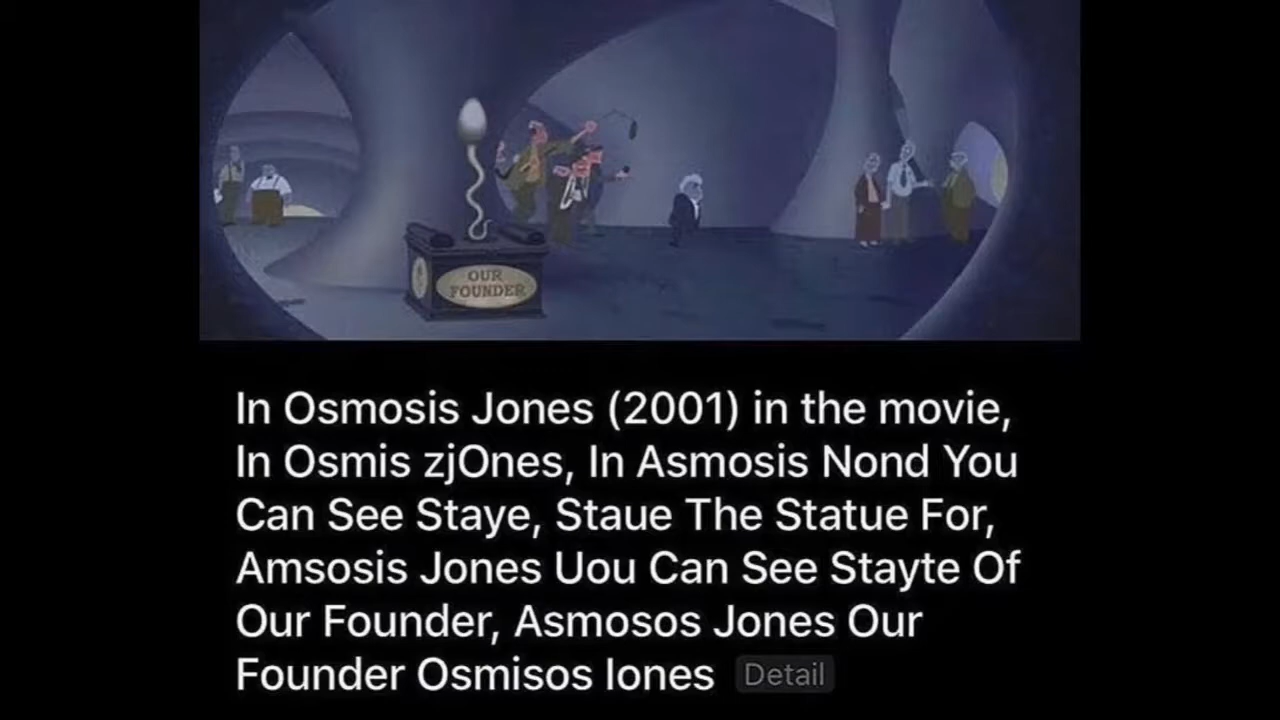 OUR
FOUNDER
In Osmosis Jones (2001) in the movie,
In Osmis zjOnes, In Asmosis Nond You
Can See Staye, Staue The Statue For,
Amsosis Jones Uou Can See Stayte Of
Our Founder, Asmosos Jones Our
Founder Osmisos Iones Detail